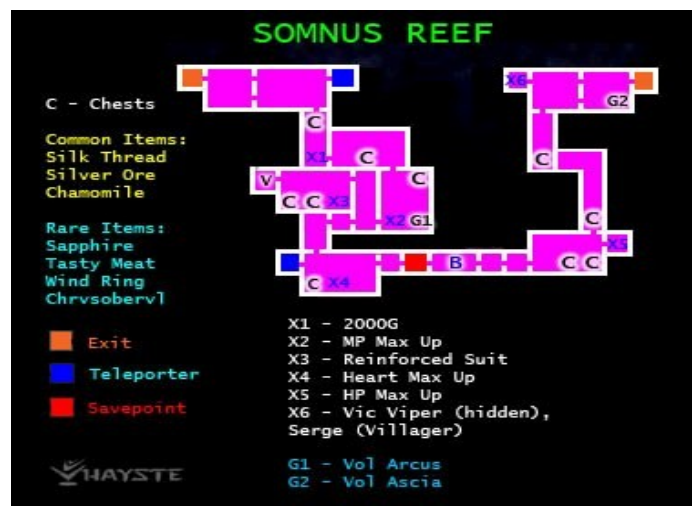 SOMNUS REEF
C - Chests
Common Items:
Silk Thread
Silver Ore
Chamomile
Rare Items:
Sapphire
Tasty Meat
Wind Ring
Chrysoberyl
Exit
Teleporter
Savepoint
HAYSTE
X6
G2
C
X1
C
C
V
C
C
C
X3
X2
G1
C
X5
C
X4
B
C
C
X1 - 2000G
X2 - MP Max Up
X3 - Reinforced Suit
X4 - Heart Max Up
X5 - HP Max Up
X6 - Vic Viper (hidden),
Serge (Villager)
G1 - Vol Arcus
G2 - Vol Ascia